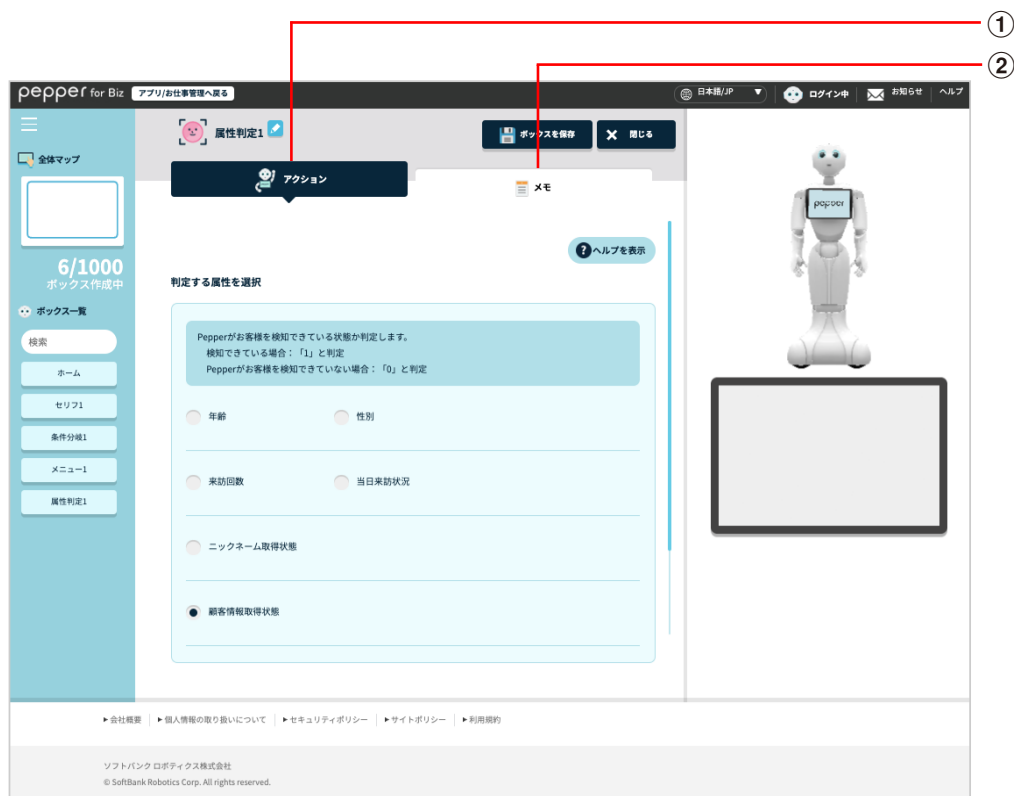 ①
②
pepper for Biz アプリ/お仕事管理へ戻る 日本語/JP ▼ ログイン中 お知らせ ヘルプ
全体マップ
6/1000
ボックス作成中
ボックス一覧
検索
ホーム
セリフ1
条件分岐1
メニュー1
属性判定1
属性判定1 ボックスを保存 × 閉じる
アクション メモ
?ヘルプを表示
判定する属性を選択
Pepperがお客様を検知できている状態か判定します。
検知できている場合：「1」と判定
Pepperがお客様を検知できていない場合：「0」と判定
年齢 性別
来訪回数 当日来訪状況
ニックネーム取得状態
顧客情報取得状態
pepper
▶会社概要 ▶個人情報の取り扱いについて ▶セキュリティポリシー ▶サイトポリシー ▶利用規約
ソフトバンク ロボティクス株式会社
© SoftBank Robotics Corp. All rights reserved.